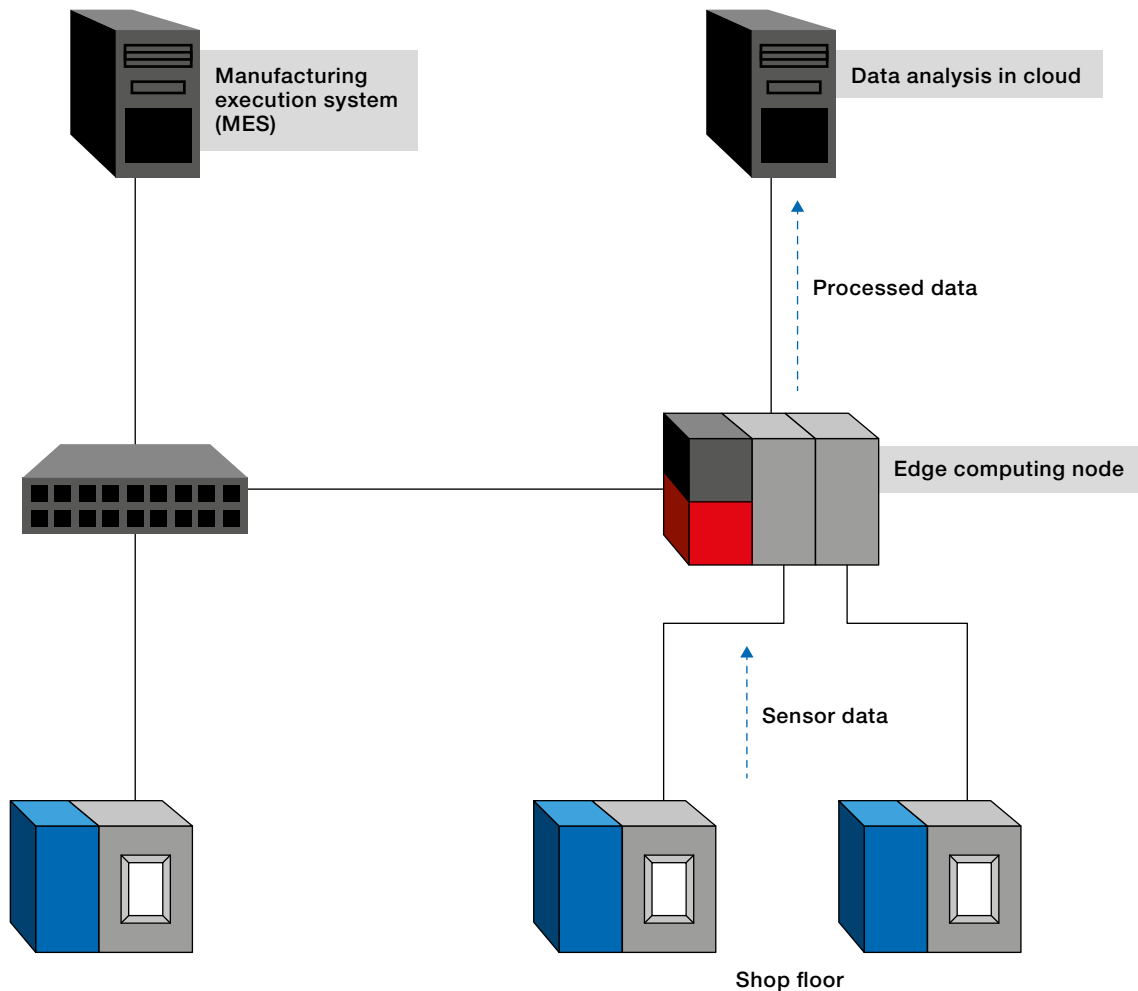 Manufacturing
execution system
(MES)
Data analysis in cloud
Processed data
Edge computing node
Sensor data
Shop floor